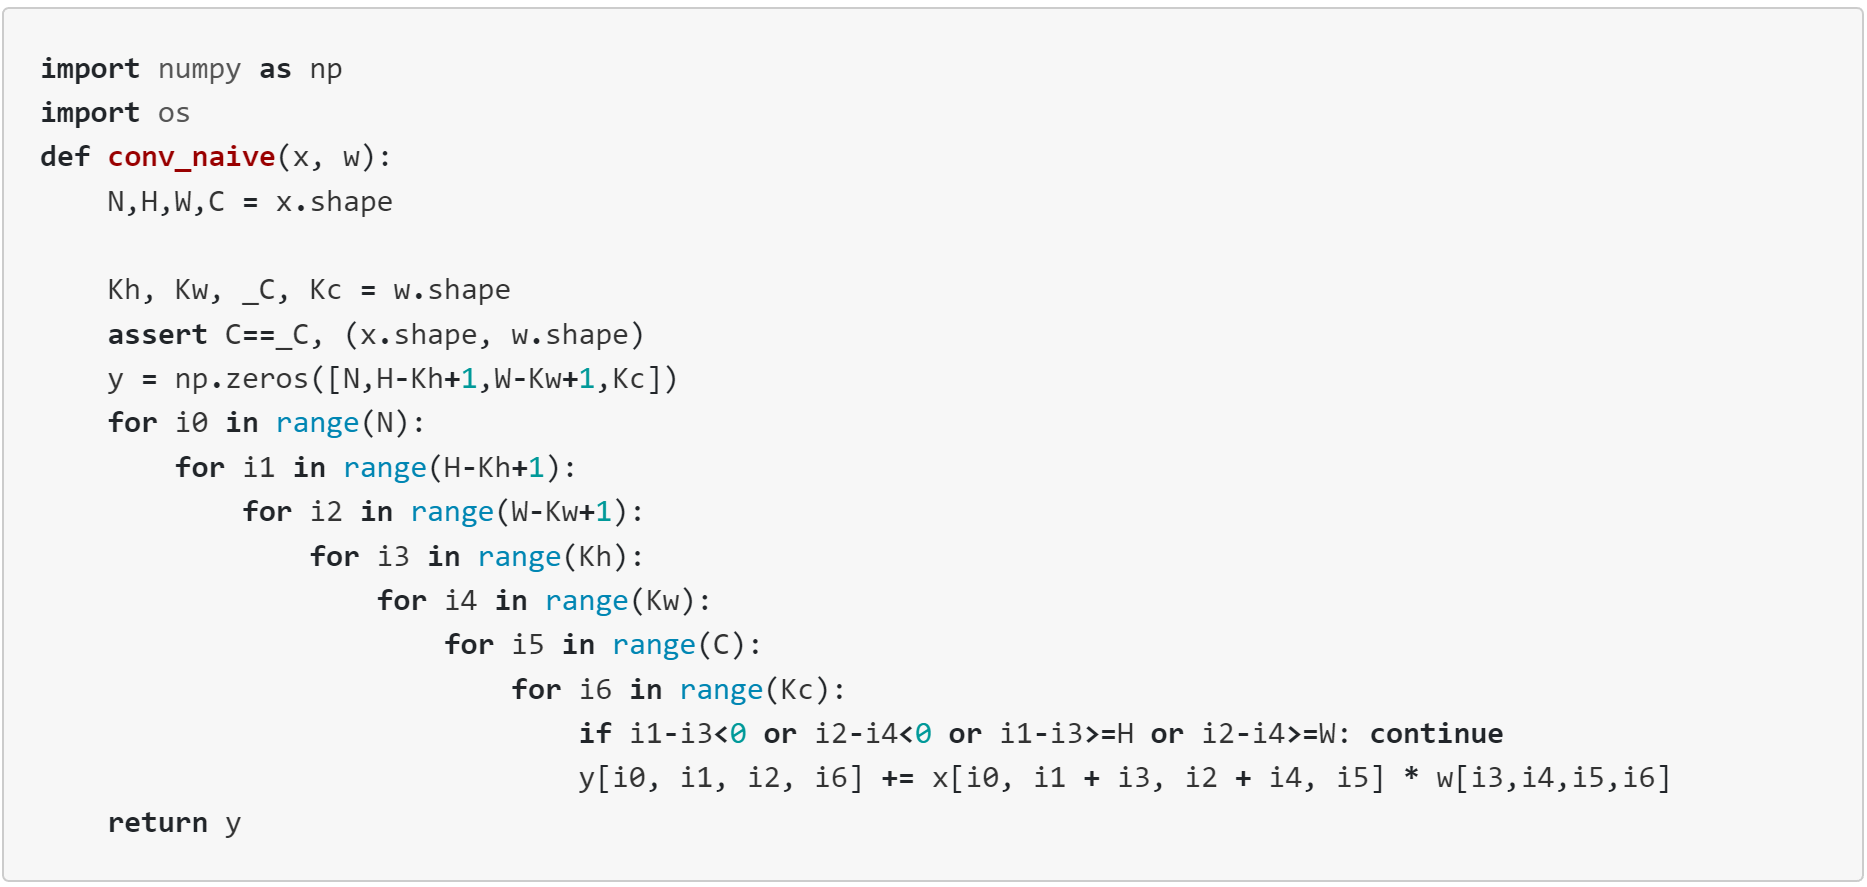 import numpy as np
import os
def conv_naive(x, w):
    N,H,W,C = x.shape

    Kh, Kw, _C, Kc = w.shape
    assert C==_C, (x.shape, w.shape)
    y = np.zeros([N,H-Kh+1,W-Kw+1,Kc])
    for i0 in range(N):
        for i1 in range(H-Kh+1):
            for i2 in range(W-Kw+1):
                for i3 in range(Kh):
                    for i4 in range(Kw):
                        for i5 in range(C):
                            for i6 in range(Kc):
                                if i1-i3<0 or i2-i4<0 or i1-i3>=H or i2-i4>=W: continue
                                y[i0, i1, i2, i6] += x[i0, i1 + i3, i2 + i4, i5] * w[i3,i4,i5,i6]
    return y